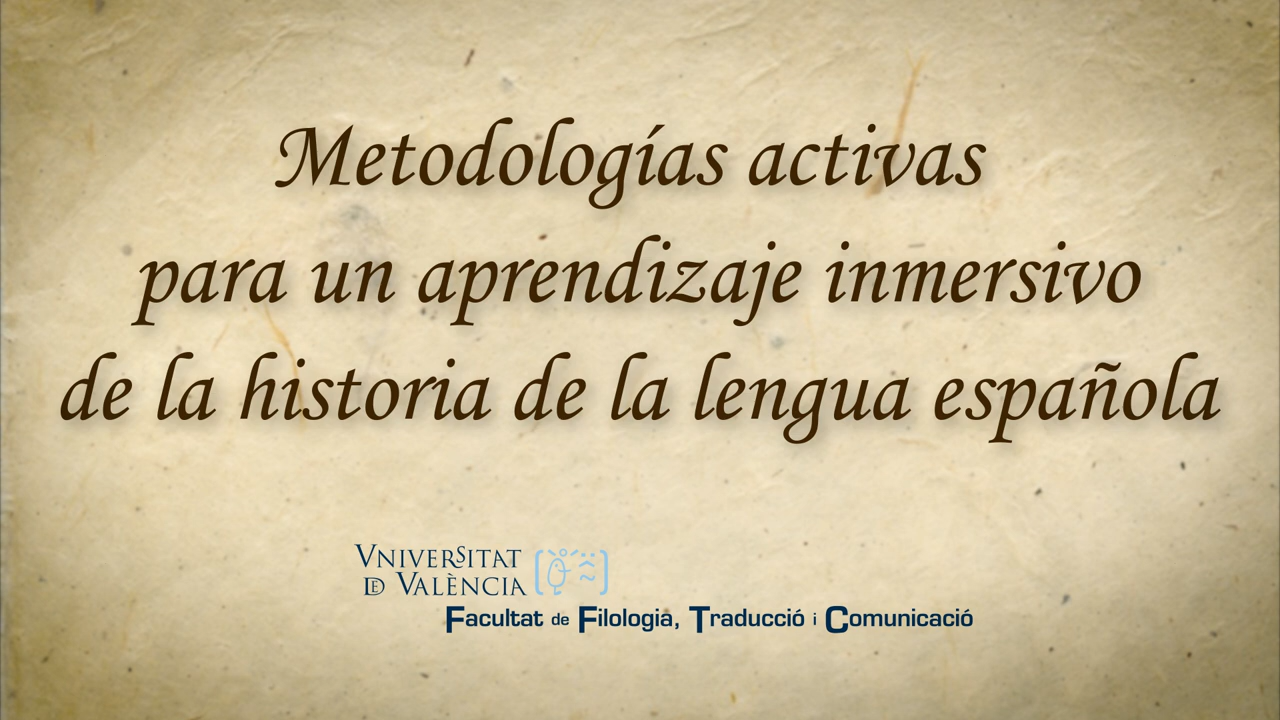 Metodologías activas
para un aprendizaje inmersivo
de la historia de la lengua española
VNIVERSITAT
DE VALÈNCIA
Facultat de Filologia, Traducció i Comunicació